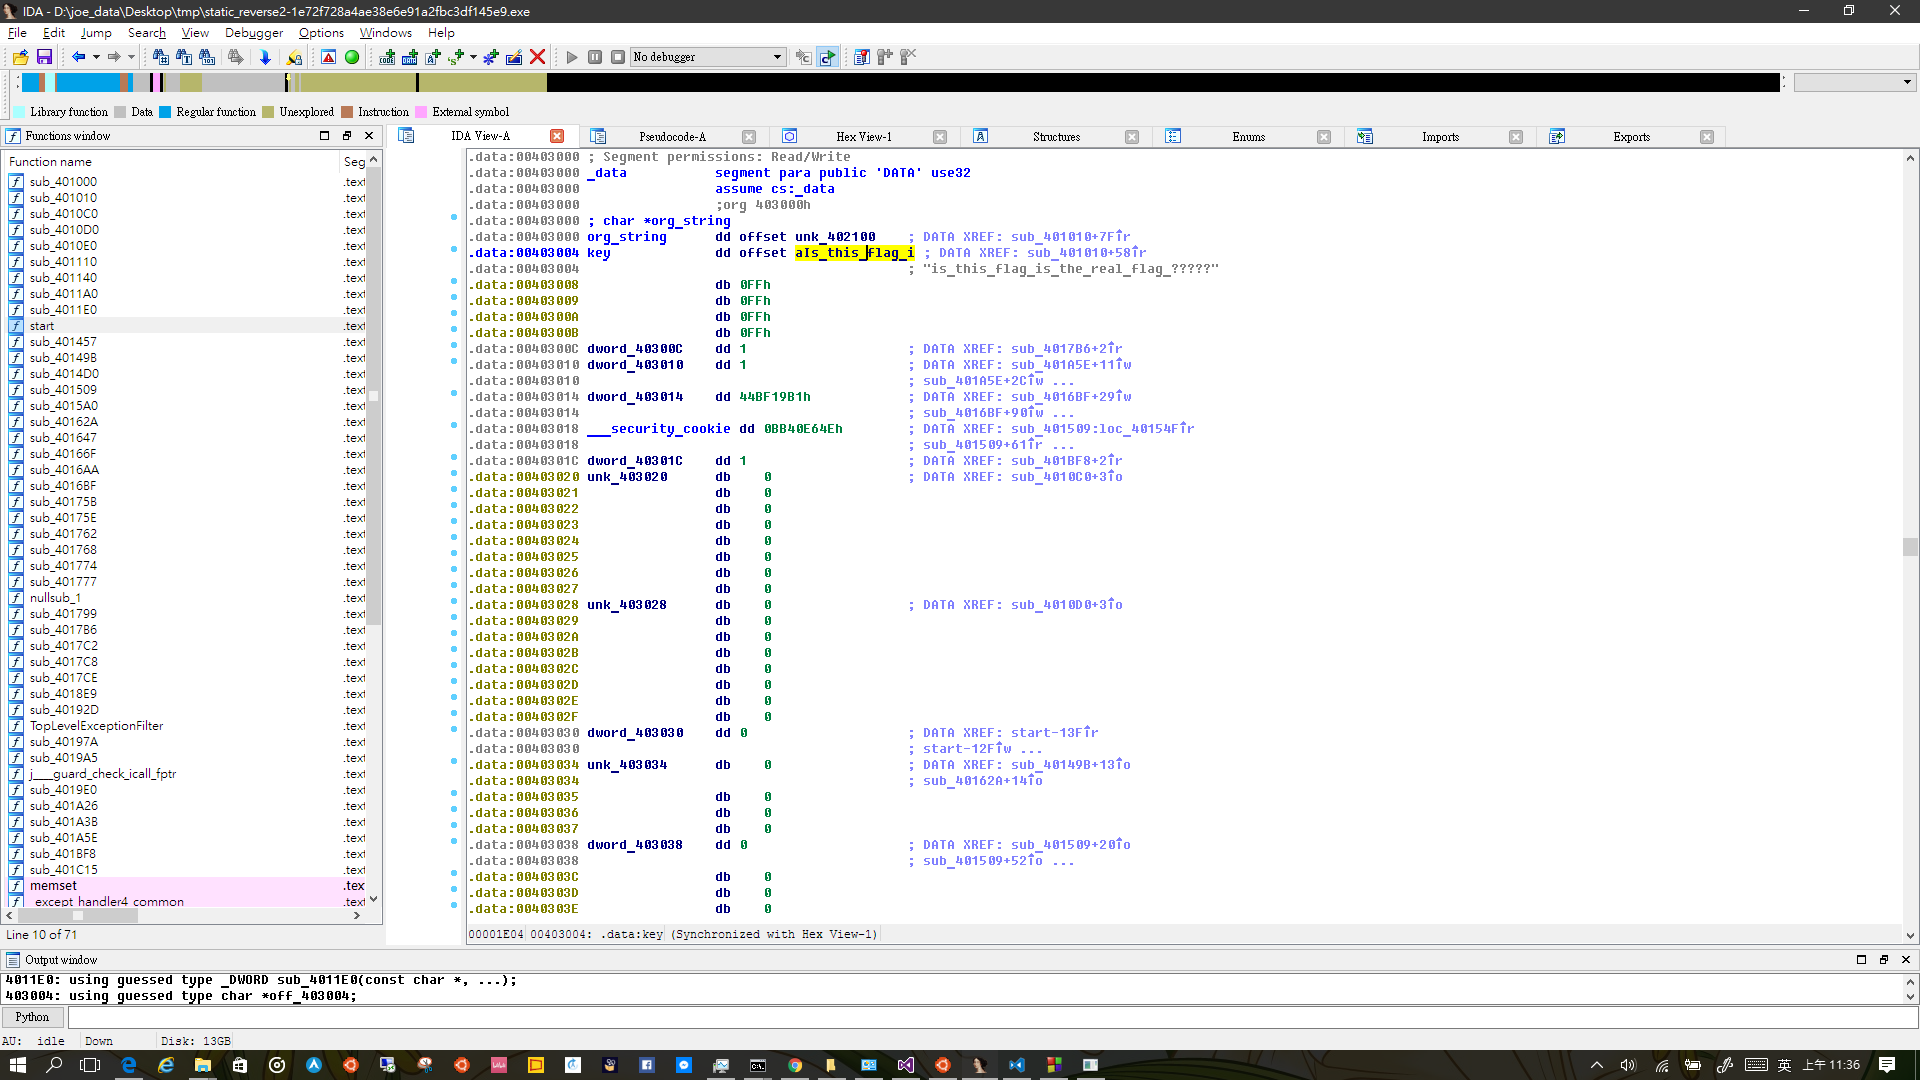 IDA - D:\joe_data\Desktop\tmp\static_reverse2-1e72f728a4ae38e6e91a2fbc3df145e9.exe
File Edit Jump Search View Debugger Options Windows Help
No debugger
Library function Data Regular function Unexplored Instruction External symbol
Functions window
IDA View-A Pseudocode-A Hex View-1 Structures Enums Imports Exports
Function name Seg
sub_401000 .text
sub_401010 .text
sub_4010C0 .text
sub_4010D0 .text
sub_4010E0 .text
sub_401110 .text
sub_401140 .text
sub_4011A0 .text
sub_4011E0 .text
start .text
sub_401457 .text
sub_40149B .text
sub_4014D0 .text
sub_401509 .text
sub_4015A0 .text
sub_40162A .text
sub_401647 .text
sub_40166F .text
sub_4016AA .text
sub_4016BF .text
sub_40175B .text
sub_40175E .text
sub_401762 .text
sub_401768 .text
sub_401774 .text
sub_401777 .text
nullsub_1 .text
sub_401799 .text
sub_4017B6 .text
sub_4017C2 .text
sub_4017C8 .text
sub_4017CE .text
sub_4018E9 .text
sub_40192D .text
TopLevelExceptionFilter .text
sub_40197A .text
sub_4019A5 .text
j___guard_check_icall_fptr .text
sub_4019E0 .text
sub_401A26 .text
sub_401A3B .text
sub_401A5E .text
sub_401BF8 .text
sub_401C15 .text
memset .tex
_except_handler4_common .text
Line 10 of 71
.data:00403000 ; Segment permissions: Read/Write
.data:00403000 _data segment para public 'DATA' use32
.data:00403000 assume cs:_data
.data:00403000 ;org 403000h
.data:00403000 ; char *org_string
.data:00403000 org_string dd offset unk_402100 ; DATA XREF: sub_401010+7F↑r
.data:00403004 key dd offset aIs_this_flag_i ; DATA XREF: sub_401010+58↑r
.data:00403004 ; "is_this_flag_is_the_real_flag_?????"
.data:00403008 db 0FFh
.data:00403009 db 0FFh
.data:0040300A db 0FFh
.data:0040300B db 0FFh
.data:0040300C dword_40300C dd 1 ; DATA XREF: sub_4017B6+2↑r
.data:00403010 dword_403010 dd 1 ; DATA XREF: sub_401A5E+11↑w
.data:00403010 ; sub_401A5E+2C↑w ...
.data:00403014 dword_403014 dd 44BF19B1h ; DATA XREF: sub_4016BF+29↑w
.data:00403014 ; sub_4016BF+90↑w ...
.data:00403018 ___security_cookie dd 0BB40E64Eh ; DATA XREF: sub_401509:loc_40154F↑r
.data:00403018 ; sub_401509+61↑r ...
.data:0040301C dword_40301C dd 1 ; DATA XREF: sub_401BF8+2↑r
.data:00403020 unk_403020 db 0 ; DATA XREF: sub_4010C0+3↑o
.data:00403021 db 0
.data:00403022 db 0
.data:00403023 db 0
.data:00403024 db 0
.data:00403025 db 0
.data:00403026 db 0
.data:00403027 db 0
.data:00403028 unk_403028 db 0 ; DATA XREF: sub_4010D0+3↑o
.data:00403029 db 0
.data:0040302A db 0
.data:0040302B db 0
.data:0040302C db 0
.data:0040302D db 0
.data:0040302E db 0
.data:0040302F db 0
.data:00403030 dword_403030 dd 0 ; DATA XREF: start-13F↑r
.data:00403030 ; start-12F↑w ...
.data:00403034 unk_403034 db 0 ; DATA XREF: sub_40149B+13↑o
.data:00403034 ; sub_40162A+14↑o
.data:00403035 db 0
.data:00403036 db 0
.data:00403037 db 0
.data:00403038 dword_403038 dd 0 ; DATA XREF: sub_401509+20↑o
.data:00403038 ; sub_401509+52↑o ...
.data:0040303C db 0
.data:0040303D db 0
.data:0040303E db 0
00001E04 00403004: .data:key (Synchronized with Hex View-1)
Output window
4011E0: using guessed type _DWORD sub_4011E0(const char *, ...);
403004: using guessed type char *off_403004;
Python
AU: idle Down Disk: 13GB
英 上午 11:36